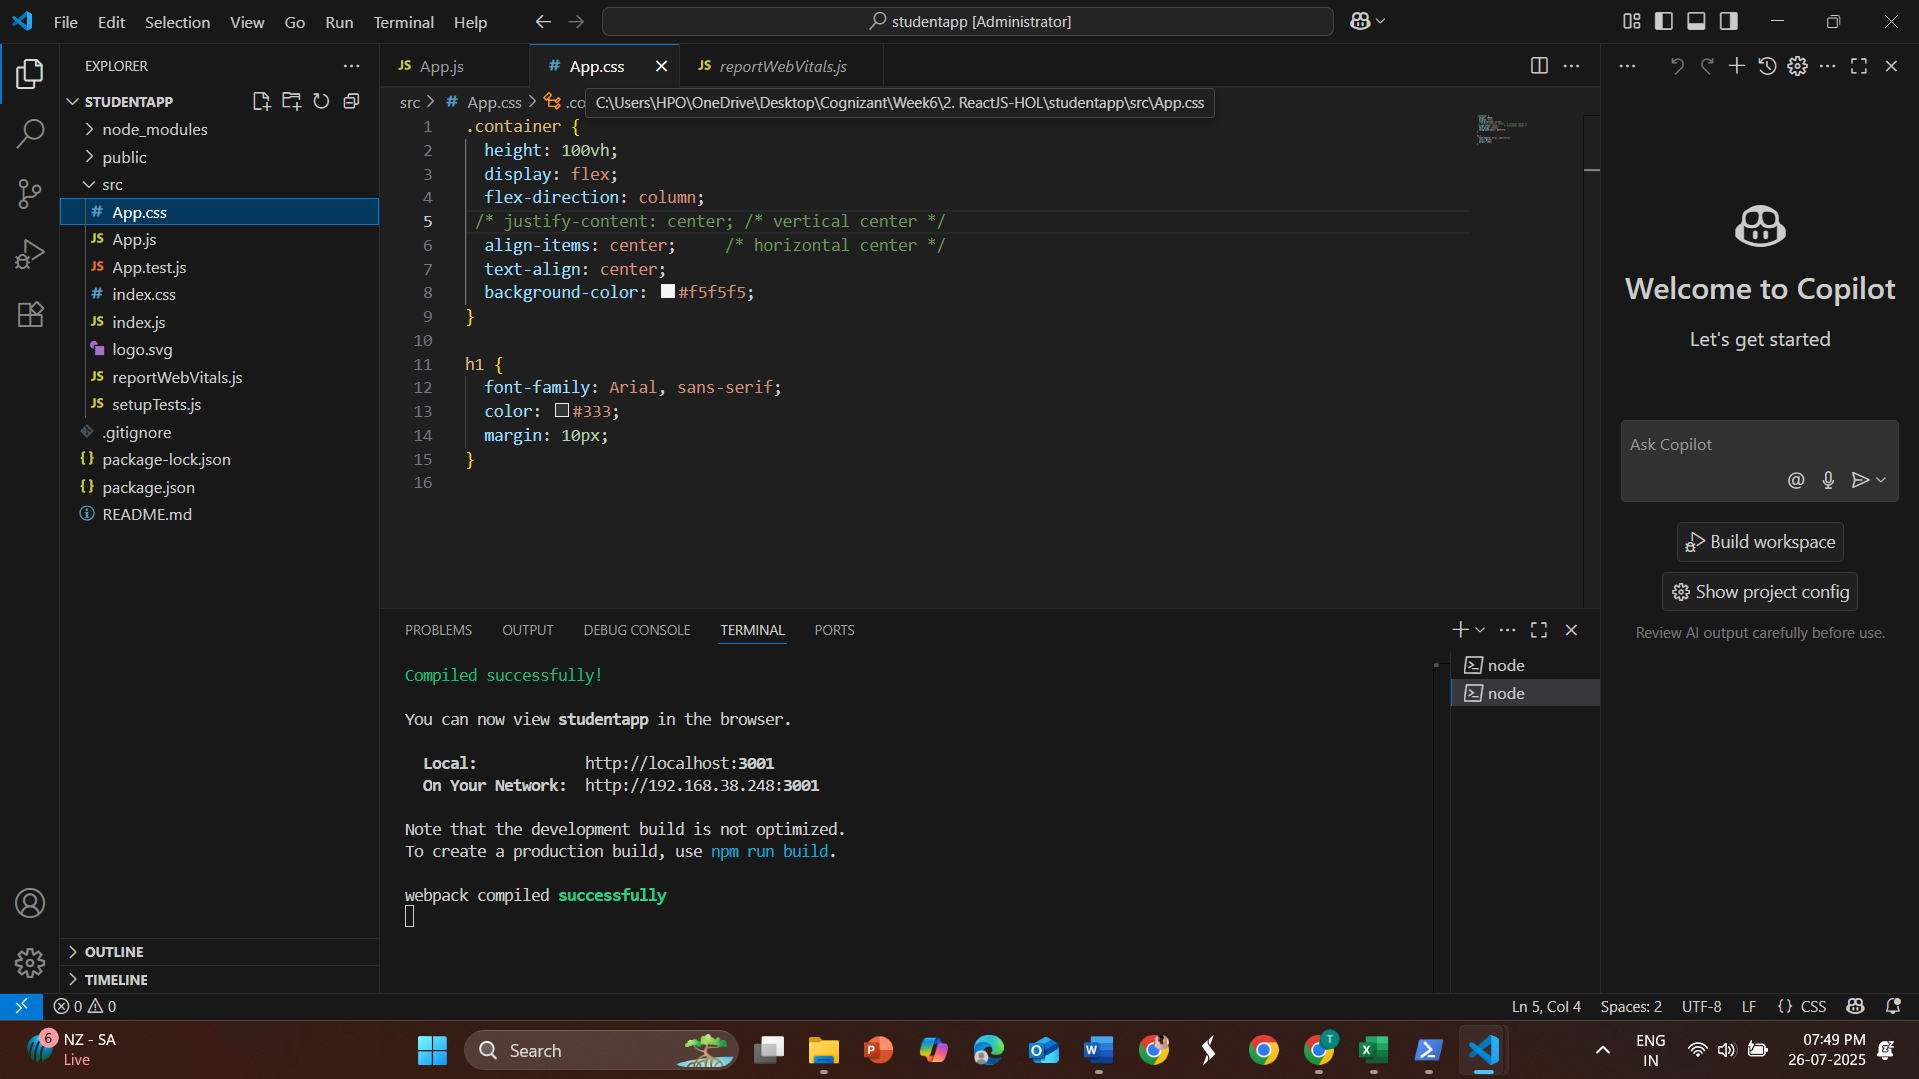 File Edit Selection View Go Run Terminal Help
studentapp [Administrator]
EXPLORER
STUDENTAPP
node_modules
public
src
App.css
App.js
App.test.js
index.css
index.js
logo.svg
reportWebVitals.js
setupTests.js
.gitignore
package-lock.json
package.json
README.md
OUTLINE
TIMELINE
JS App.js # App.css JS reportWebVitals.js
src > # App.css > .co
C:\Users\HPO\OneDrive\Desktop\Cognizant\Week6\2. ReactJS-HOL\studentapp\src\App.css
1 .container {
2 height: 100vh;
3 display: flex;
4 flex-direction: column;
5 /* justify-content: center; /* vertical center */
6 align-items: center; /* horizontal center */
7 text-align: center;
8 background-color: #f5f5f5;
9 }
10
11 h1 {
12 font-family: Arial, sans-serif;
13 color: #333;
14 margin: 10px;
15 }
16
PROBLEMS OUTPUT DEBUG CONSOLE TERMINAL PORTS
Compiled successfully!
You can now view studentapp in the browser.
Local: http://localhost:3001
On Your Network: http://192.168.38.248:3001
Note that the development build is not optimized.
To create a production build, use npm run build.
webpack compiled successfully
node
node
Welcome to Copilot
Let's get started
Ask Copilot
Build workspace
Show project config
Review AI output carefully before use.
0 0
Ln 5, Col 4 Spaces: 2 UTF-8 LF {} CSS
6
NZ - SA
Live
Search
T
ENG
IN
07:49 PM
26-07-2025